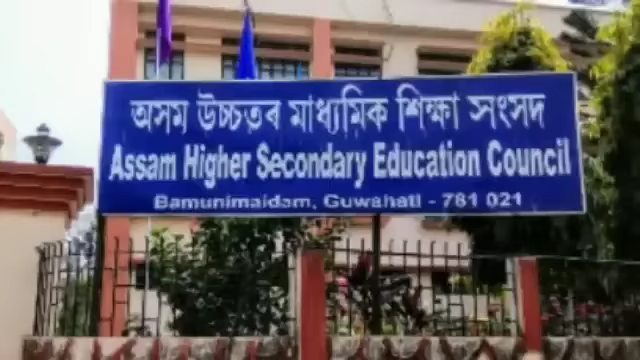 অসম উচ্চতৰ মাধ্যমিক শিক্ষা সংসদ
Assam Higher Secondary Education Council
Bamunimaidam, Guwahati - 781 021